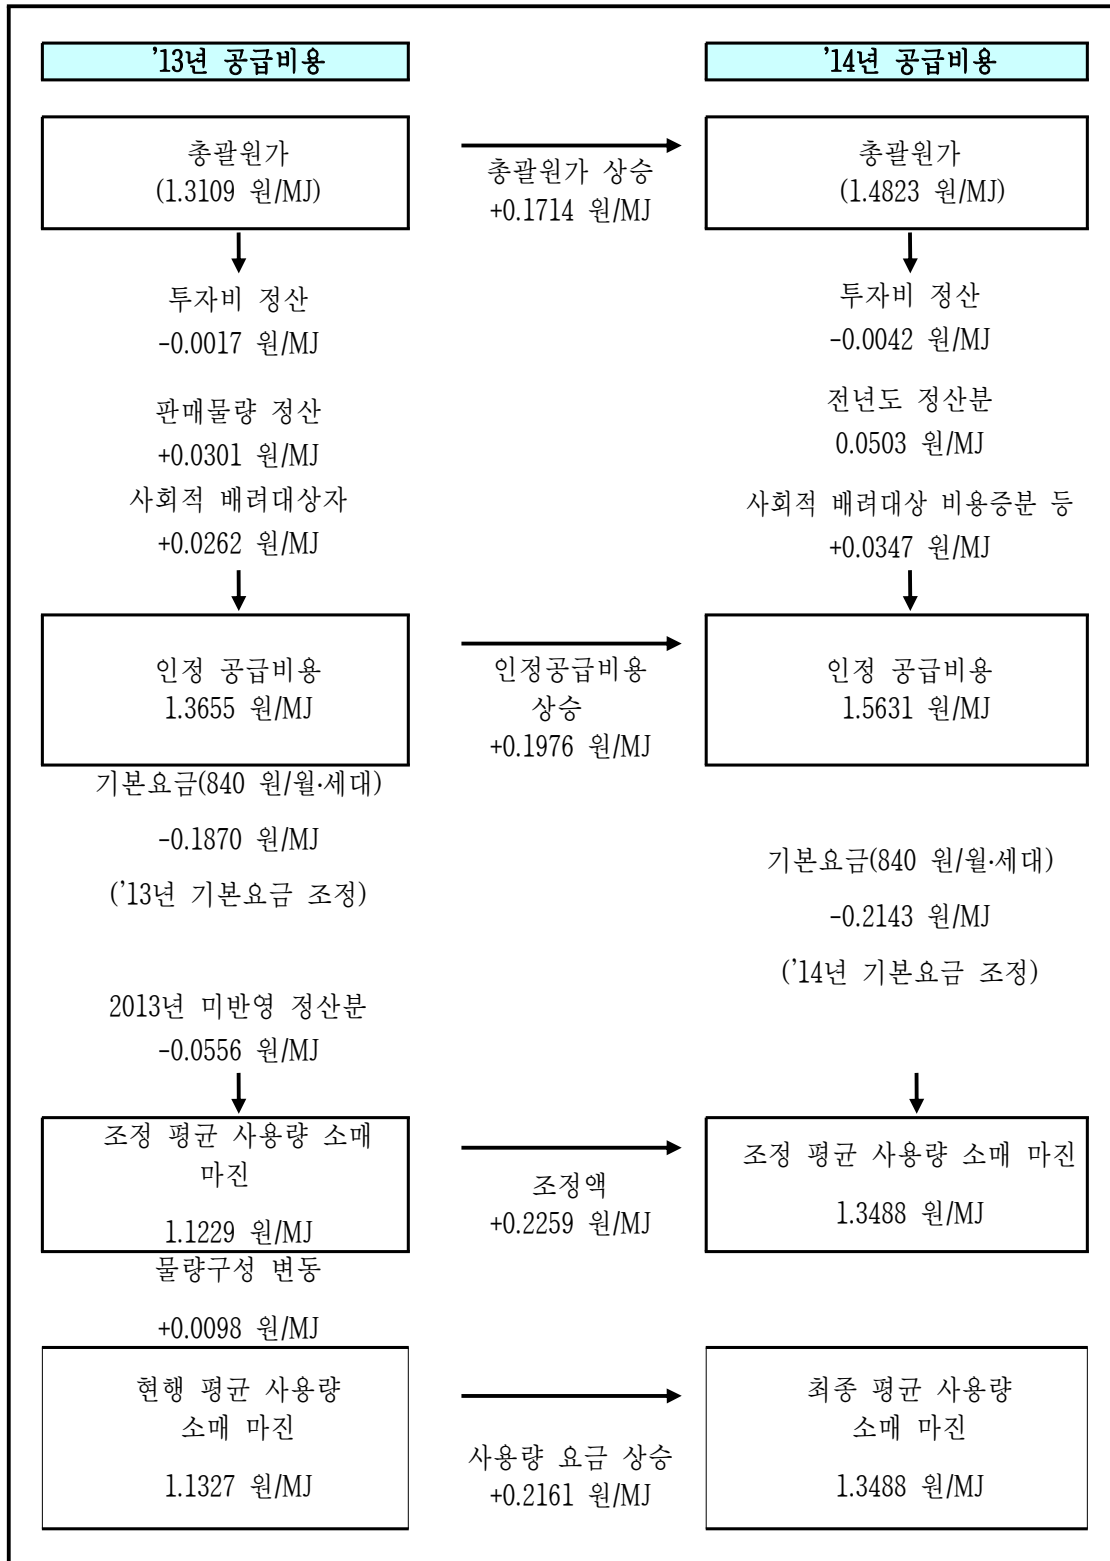 '13년 공급비용
'14년 공급비용
총괄원가
(1.3109 원/MJ)
총괄원가 상승
+0.1714 원/MJ
총괄원가
(1.4823 원/MJ)
투자비 정산
-0.0017 원/MJ
판매물량 정산
+0.0301 원/MJ
사회적 배려대상자
+0.0262 원/MJ
투자비 정산
-0.0042 원/MJ
전년도 정산분
0.0503 원/MJ
사회적 배려대상 비용증분 등
+0.0347 원/MJ
인정 공급비용
1.3655 원/MJ
인정공급비용
상승
+0.1976 원/MJ
인정 공급비용
1.5631 원/MJ
기본요금(840 원/월·세대)
-0.1870 원/MJ
('13년 기본요금 조정)
2013년 미반영 정산분
-0.0556 원/MJ
기본요금(840 원/월·세대)
-0.2143 원/MJ
('14년 기본요금 조정)
조정 평균 사용량 소매
마진
1.1229 원/MJ
조정액
+0.2259 원/MJ
조정 평균 사용량 소매 마진
1.3488 원/MJ
물량구성 변동
+0.0098 원/MJ
현행 평균 사용량
소매 마진
1.1327 원/MJ
사용량 요금 상승
+0.2161 원/MJ
최종 평균 사용량
소매 마진
1.3488 원/MJ